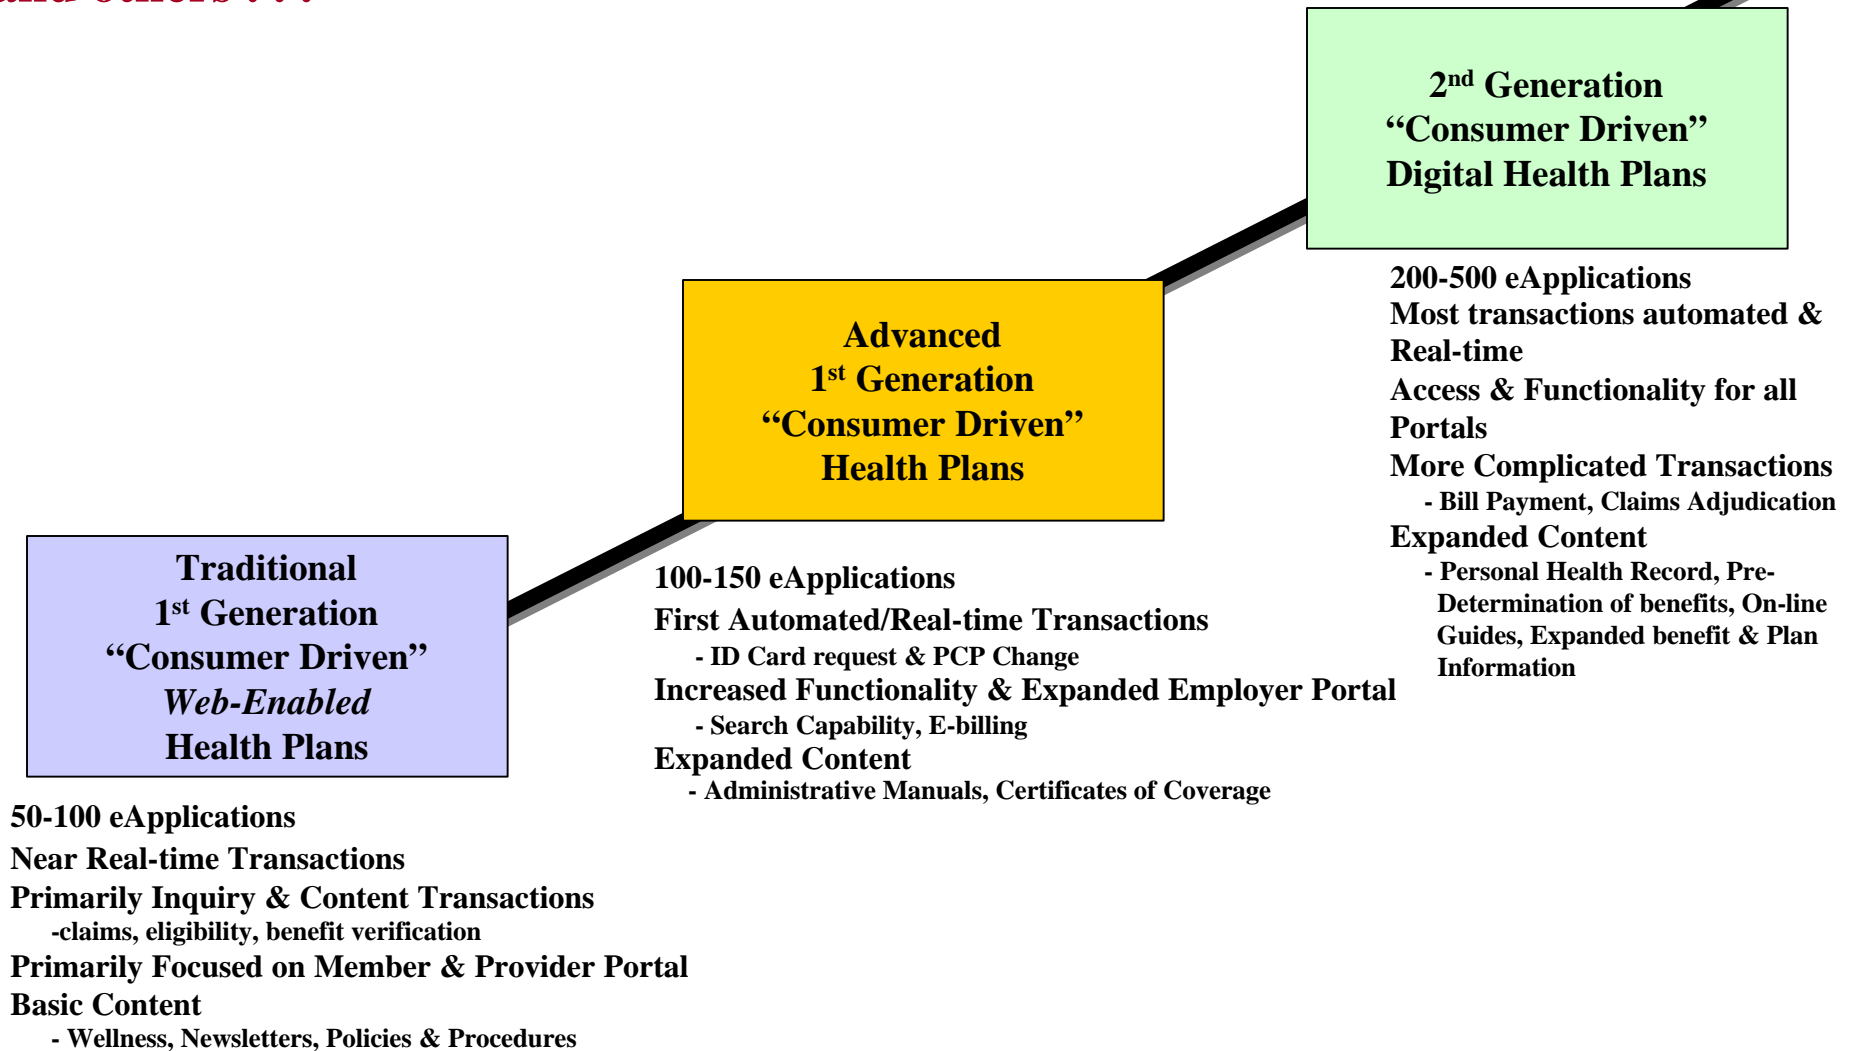 and others . . .
2nd Generation
“Consumer Driven”
Digital Health Plans
200-500 eApplications
Most transactions automated &
Real-time
Access & Functionality for all
Portals
More Complicated Transactions
- Bill Payment, Claims Adjudication
Expanded Content
- Personal Health Record, Pre-
Determination of benefits, On-line
Guides, Expanded benefit & Plan
Information
Advanced
1st Generation
“Consumer Driven”
Health Plans
100-150 eApplications
First Automated/Real-time Transactions
- ID Card request & PCP Change
Increased Functionality & Expanded Employer Portal
- Search Capability, E-billing
Expanded Content
- Administrative Manuals, Certificates of Coverage
Traditional
1st Generation
“Consumer Driven”
Web-Enabled
Health Plans
50-100 eApplications
Near Real-time Transactions
Primarily Inquiry & Content Transactions
-claims, eligibility, benefit verification
Primarily Focused on Member & Provider Portal
Basic Content
- Wellness, Newsletters, Policies & Procedures